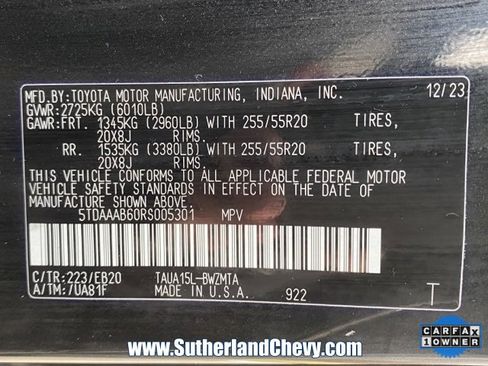 MFD.BY:TOYOTA MOTOR MANUFACTURING, INDIANA, INC. 12/23
GVWR:2725KG (6010LB)
GAWR:FRT. 1345KG (2960LB) WITH 255/55R20 TIRES,
20X8J RIMS.
RR. 1535KG (3380LB) WITH 255/55R20 TIRES,
20X8J RIMS.
THIS VEHICLE CONFORMS TO ALL APPLICABLE FEDERAL MOTOR
VEHICLE SAFETY STANDARDS IN EFFECT ON THE DATE OF
MANUFACTURE SHOWN ABOVE.
5TDAAAB60RS005301 MPV
C/TR:223/EB20 TAUA15L-BWZMTA
A/TM:/UA81F MADE IN U.S.A. 922 T
www.SutherlandChevy.com
CARFAX
1 OWNER